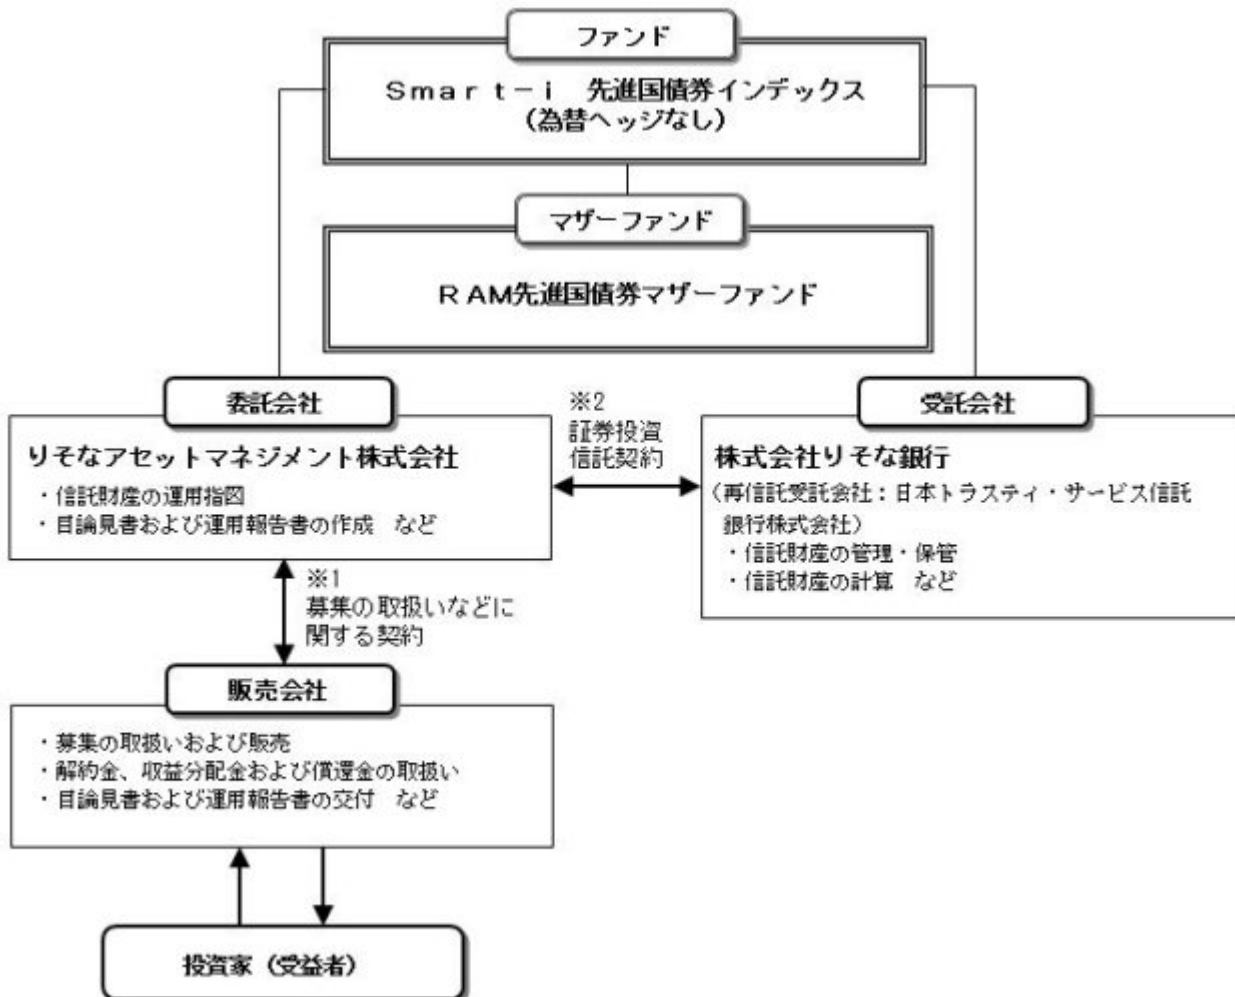 ファンド
Smart-i 先進国債券インデックス
(為替ヘッジなし)
マザーファンド
RAM先進国債券マザーファンド
委託会社
りそなアセットマネジメント株式会社
・信託財産の運用指図
・目論見書および運用報告書の作成 など
※2
証券投資
信託契約
受託会社
株式会社りそな銀行
(再信託受託会社:日本トラスティ・サービス信託
銀行株式会社)
・信託財産の管理・保管
・信託財産の計算 など
※1
募集の取扱いなどに
関する契約
販売会社
・募集の取扱いおよび販売
・解約金、収益分配金および償還金の取扱い
・目論見書および運用報告書の交付 など
投資家(受益者)